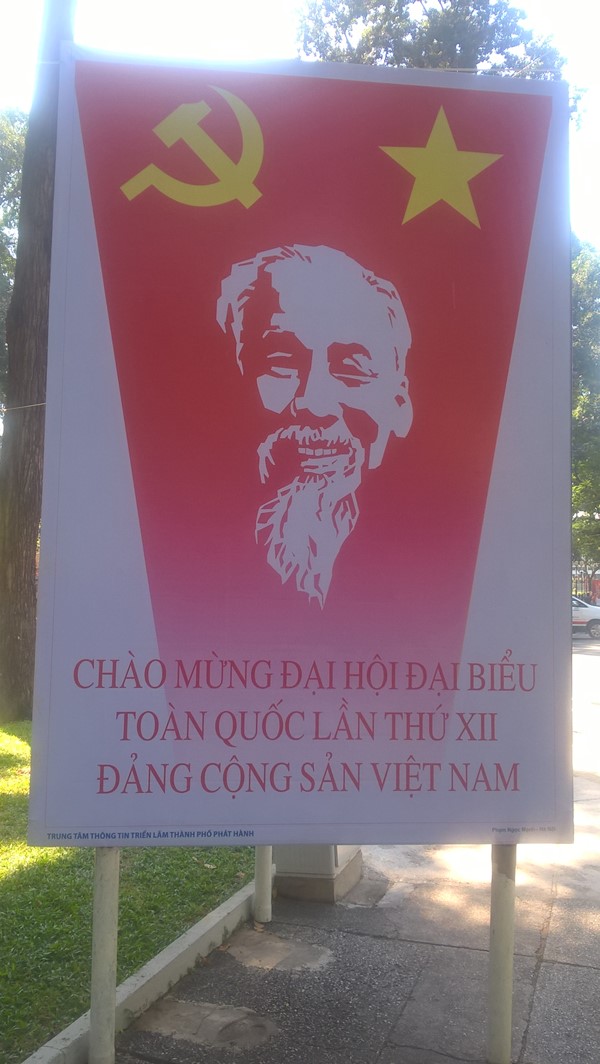 CHÀO MỪNG ĐẠI HỘI ĐẠI BIỂU
TOÀN QUỐC LẦN THỨ XII
ĐẢNG CỘNG SẢN VIỆT NAM
TRUNG TÂM THÔNG TIN TRIỂN LÃM THÀNH PHỐ PHÁT HÀNH